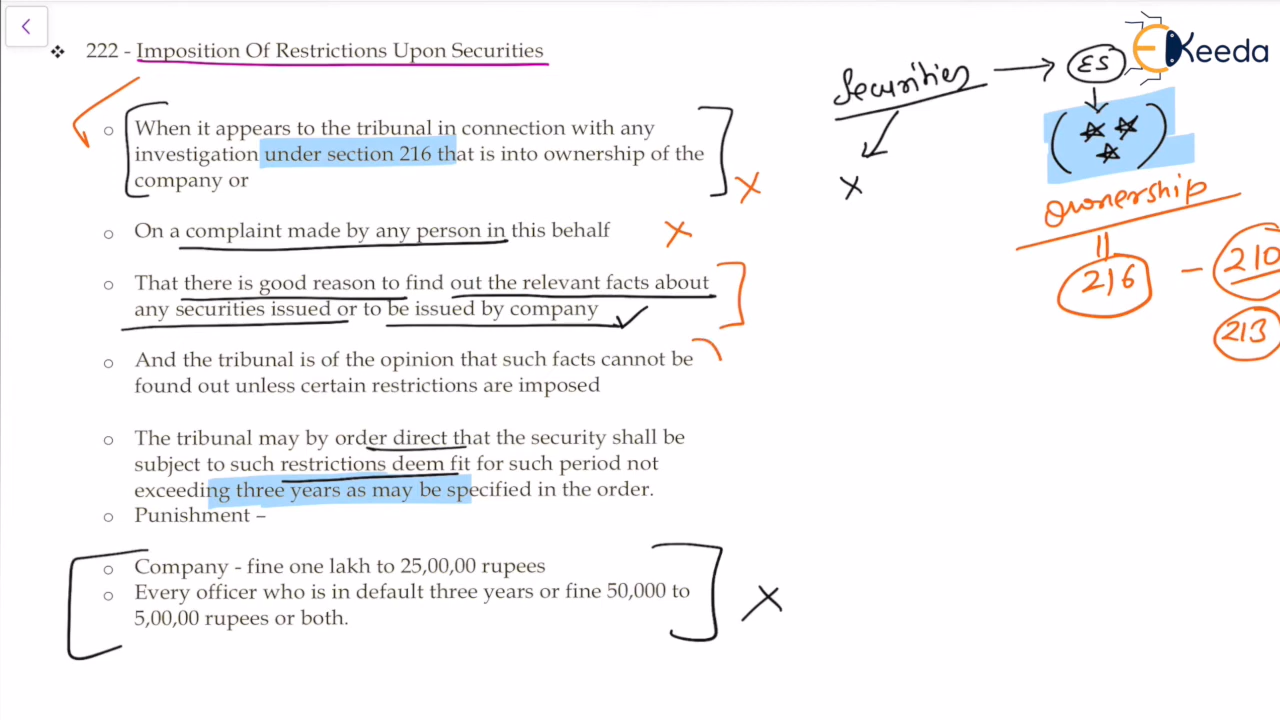 222 - Imposition Of Restrictions Upon Securities
When it appears to the tribunal in connection with any
investigation under section 216 that is into ownership of the
company or
On a complaint made by any person in this behalf
That there is good reason to find out the relevant facts about
any securities issued or to be issued by company
And the tribunal is of the opinion that such facts cannot be
found out unless certain restrictions are imposed
The tribunal may by order direct that the security shall be
subject to such restrictions deem fit for such period not
exceeding three years as may be specified in the order.
Punishment –
Company - fine one lakh to 25,00,00 rupees
Every officer who is in default three years or fine 50,000 to
5,00,00 rupees or both.
Securities
ES
EKeeda
ownership
216 - 210
213